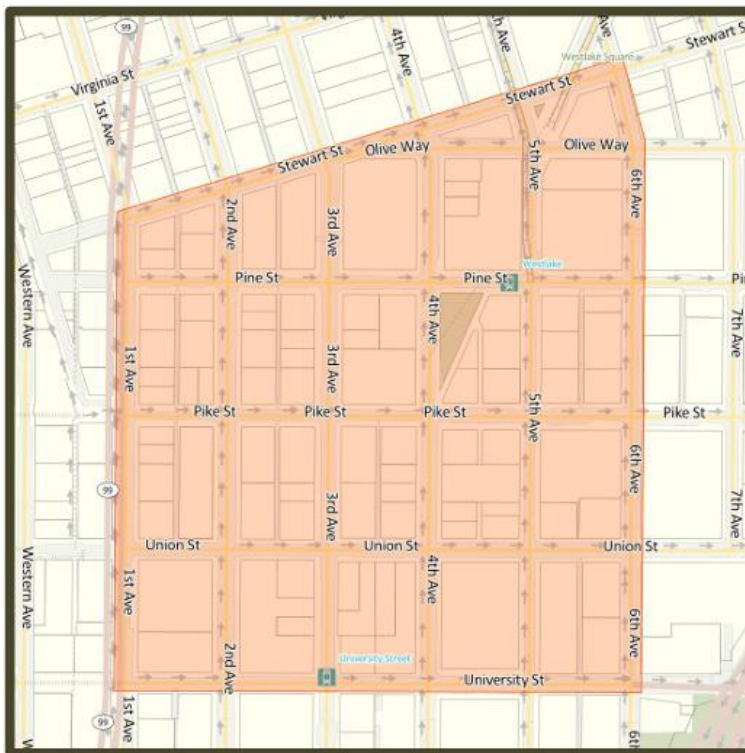 99
Virginia St
1st Ave
4th Ave
Ave
Westlake Square
Stewart St
Stewart St
Stewart St
Olive Way
Olive Way
5th Ave
6th Ave
2nd Ave
3rd Ave
Western Ave
Westlake
Pine St
Pine St
1st Ave
3rd Ave
4th Ave
5th Ave
7th Ave
Pike St
Pike St
Pike St
Pike St
99
3rd Ave
6th Ave
7th Ave
Union St
Union St
Union St
Western Ave
1st Ave
4th Ave
6th Ave
2nd Ave
University Street
University St
99
1st Ave
6th